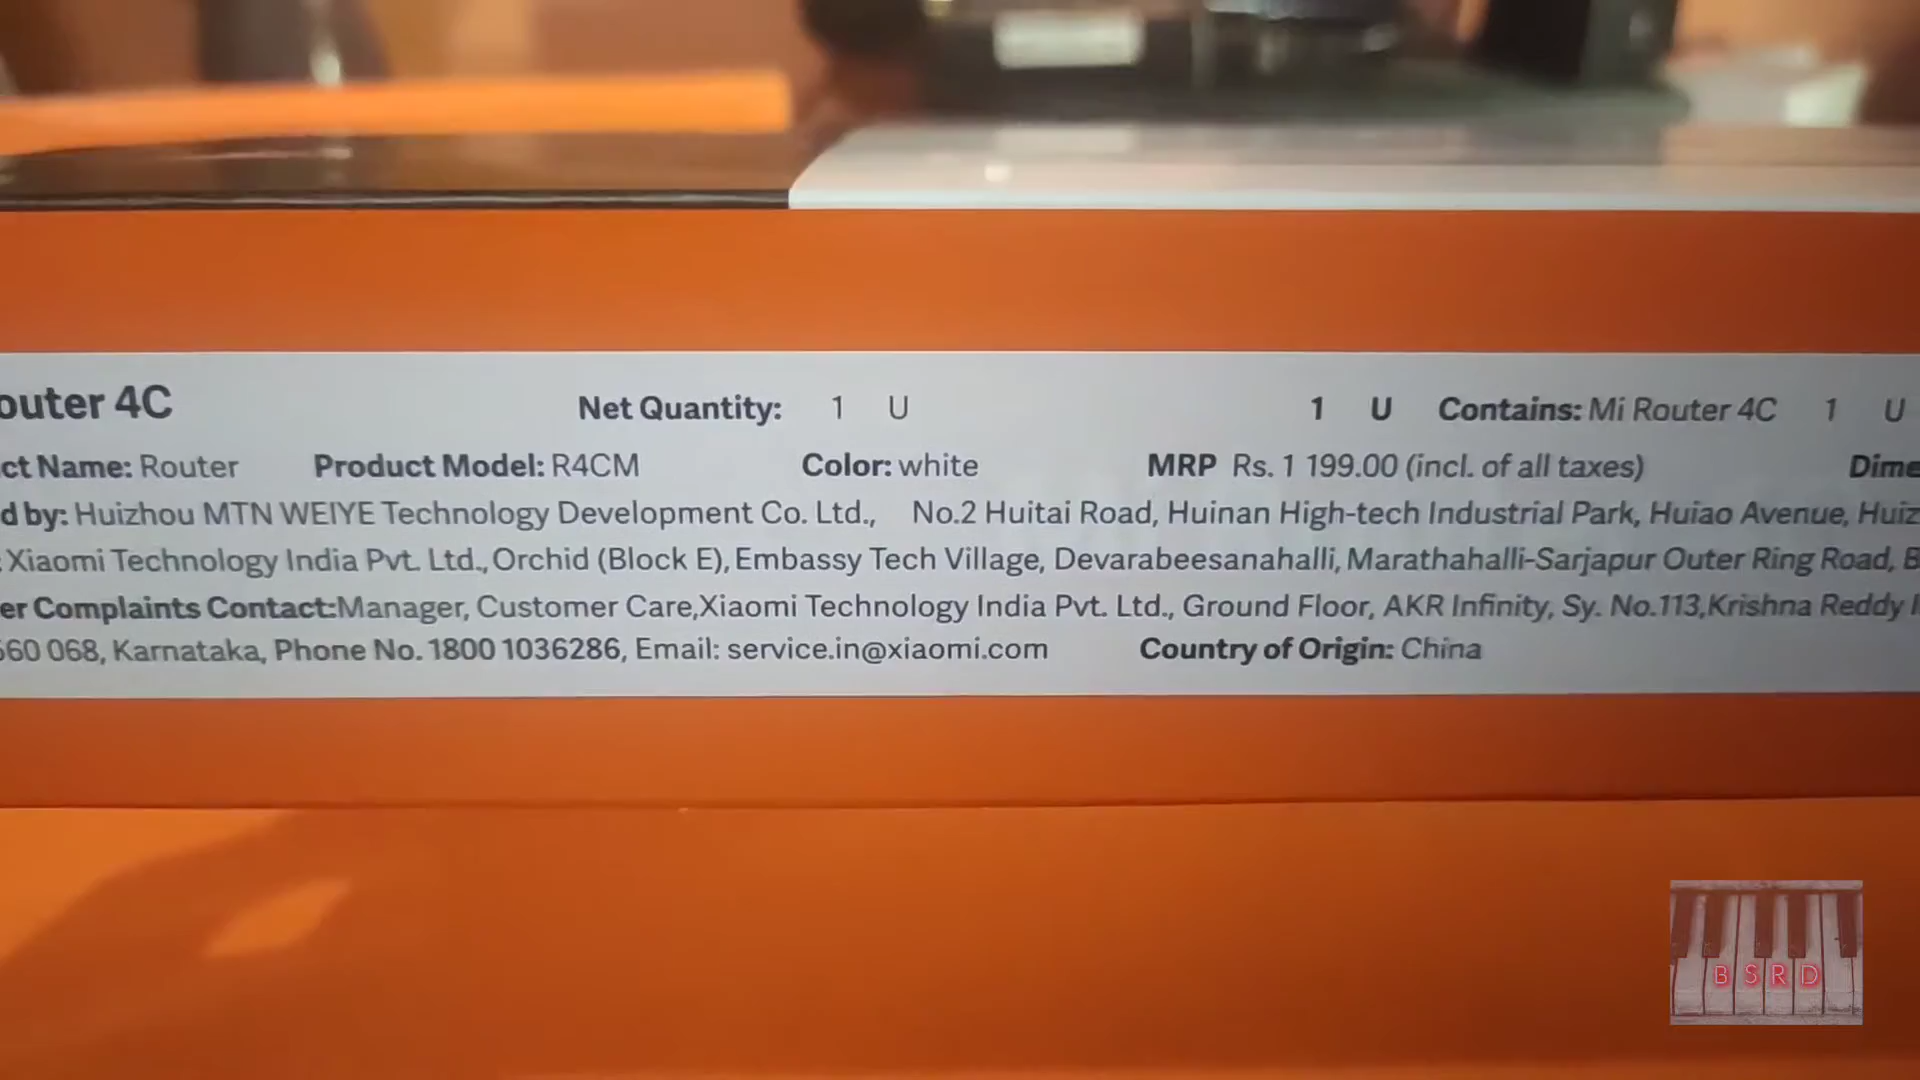 outer 4C Net Quantity: 1 U 1 U Contains: Mi Router 4C 1 U
ct Name: Router Product Model: R4CM Color: white MRP Rs. 1 199.00 (incl. of all taxes) Dime
d by: Huizhou MTN WEIYE Technology Development Co. Ltd., No.2 Huitai Road, Huinan High-tech Industrial Park, Huiao Avenue, Huiz
: Xiaomi Technology India Pvt. Ltd., Orchid (Block E), Embassy Tech Village, Devarabeesanahalli, Marathahalli-Sarjapur Outer Ring Road, B
er Complaints Contact:Manager, Customer Care,Xiaomi Technology India Pvt. Ltd., Ground Floor, AKR Infinity, Sy. No.113,Krishna Reddy I
560 068, Karnataka, Phone No. 1800 1036286, Email: service.in@xiaomi.com Country of Origin: China
B S R D